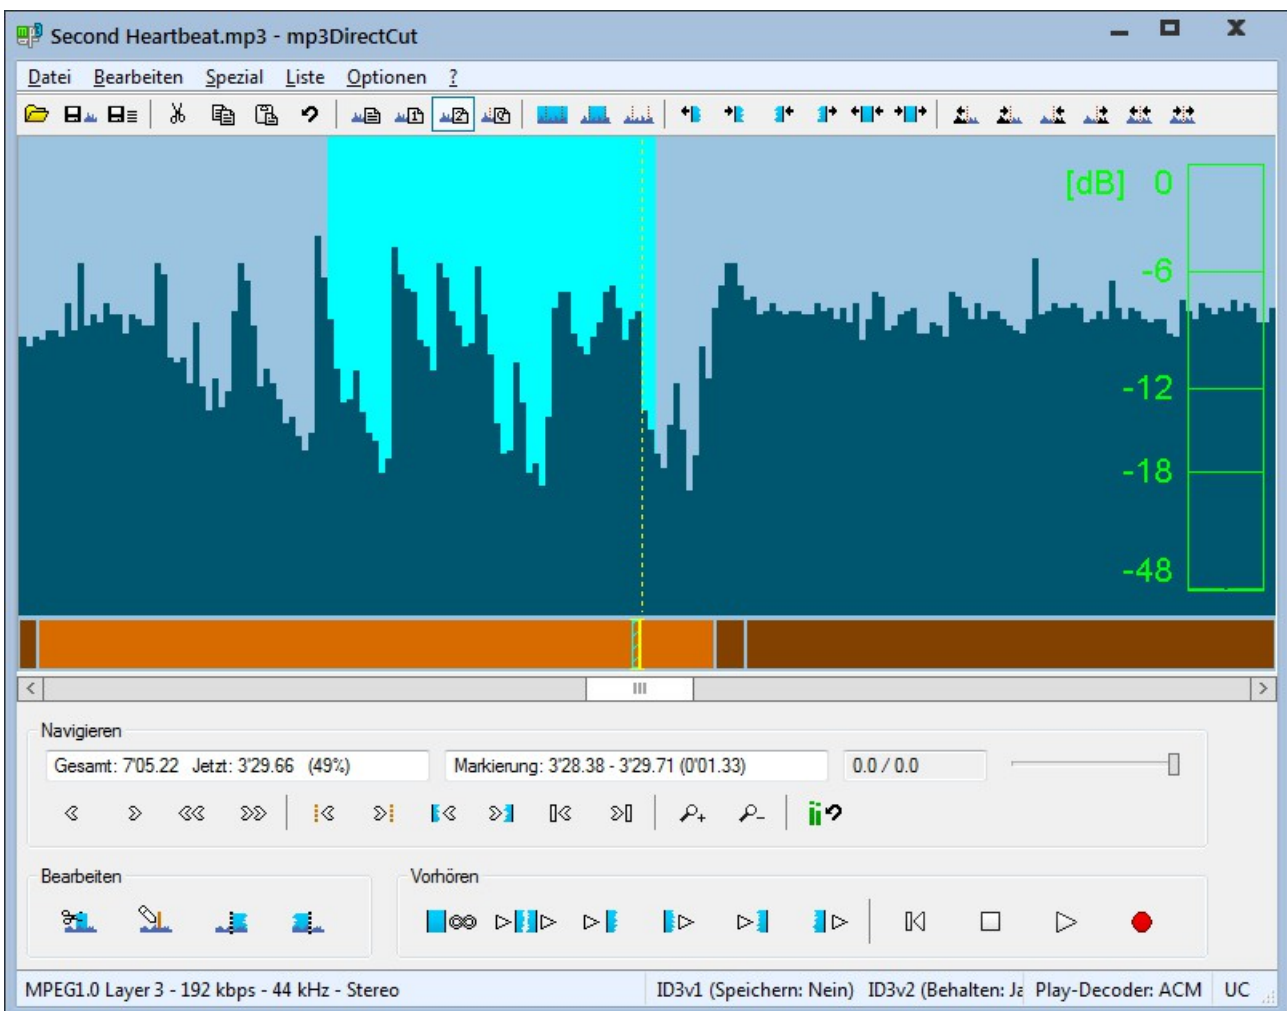 Second Heartbeat.mp3 - mp3DirectCut
Datei Bearbeiten Spezial Liste Optionen ?
[dB] 0
-6
-12
-18
-48
Navigieren
Gesamt: 7'05.22 Jetzt: 3'29.66 (49%) Markierung: 3'28.38 - 3'29.71 (0'01.33) 0.0 / 0.0
Bearbeiten Vorhören
MPEG1.0 Layer 3 - 192 kbps - 44 kHz - Stereo ID3v1 (Speichern: Nein) ID3v2 (Behalten: Ja Play-Decoder: ACM UC